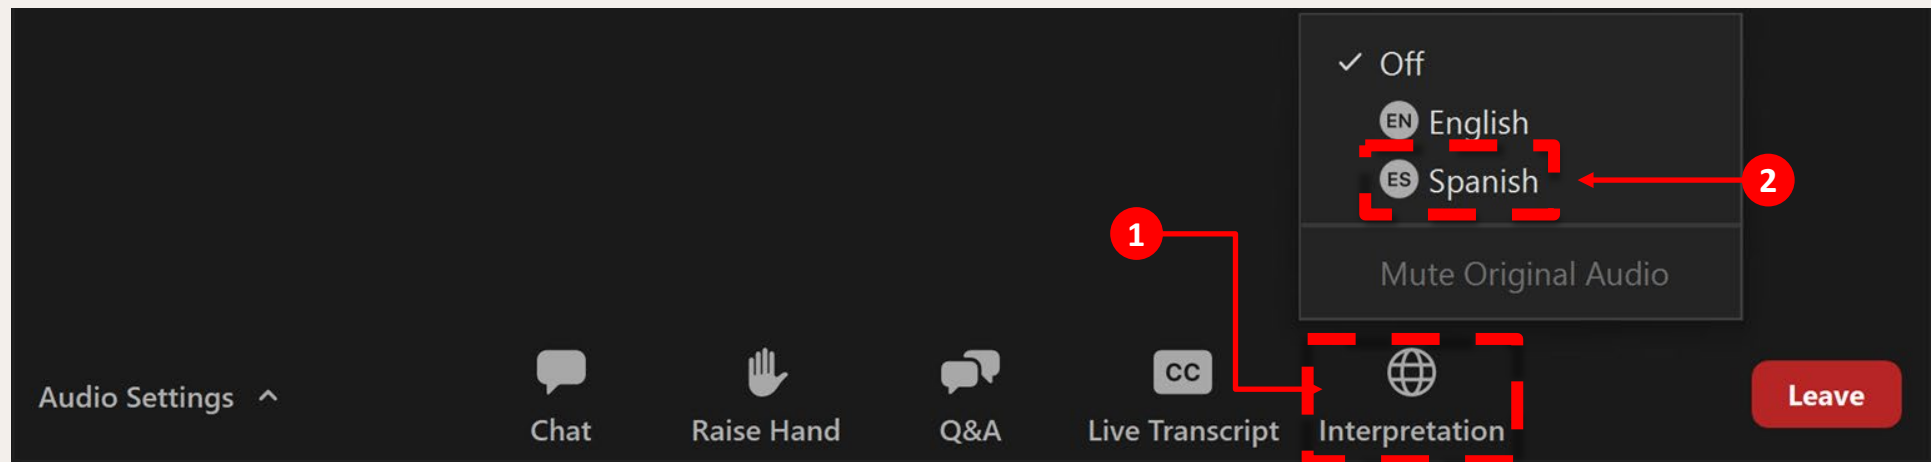 Off
EN English
ES Spanish
2
1
Mute Original Audio
CC
Audio Settings
Chat
Raise Hand
Q&A
Live Transcript
Interpretation
Leave